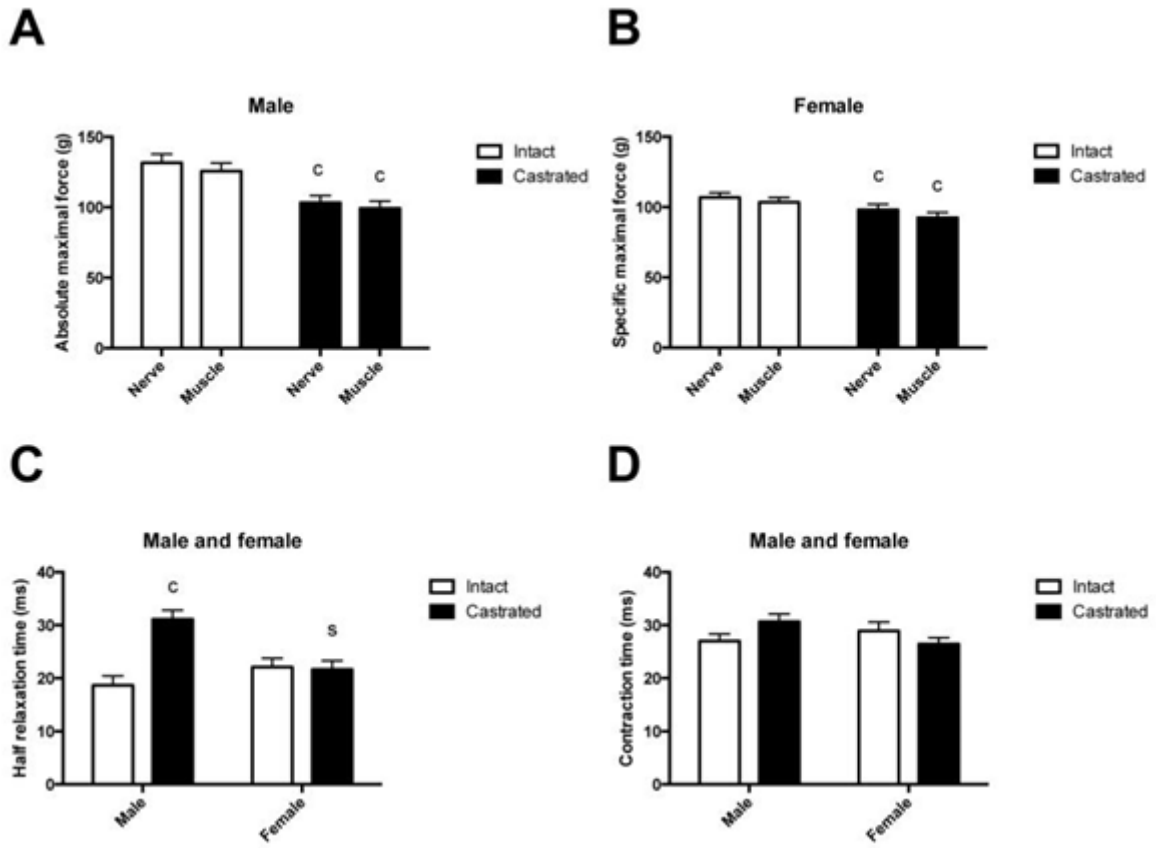 A
Male
Absolute maximal force (g)
150
100
50
0
C
C
Nerve
Muscle
Nerve
Muscle
Intact
Castrated
B
Female
Specific maximal force (g)
150
100
50
0
C
C
Nerve
Muscle
Nerve
Muscle
Intact
Castrated
C
Male and female
Half relaxation time (ms)
40
30
20
10
0
C
S
Male
Female
Intact
Castrated
D
Male and female
Contraction time (ms)
40
30
20
10
0
Male
Female
Intact
Castrated